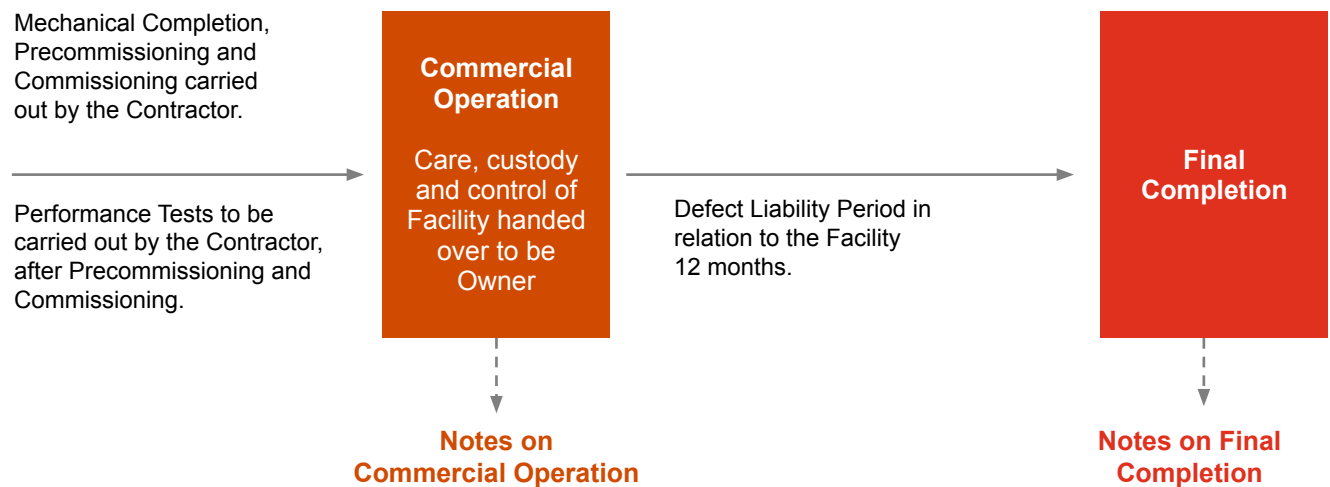 Mechanical Completion,
Precommissioning and
Commissioning carried
out by the Contractor.
Performance Tests to be
carried out by the Contractor,
after Precommissioning and
Commissioning.
Commercial
Operation
Care, custody
and control of
Facility handed
over to be
Owner
Notes on
Commercial Operation
Defect Liability Period in
relation to the Facility
12 months.
Final
Completion
Notes on Final
Completion